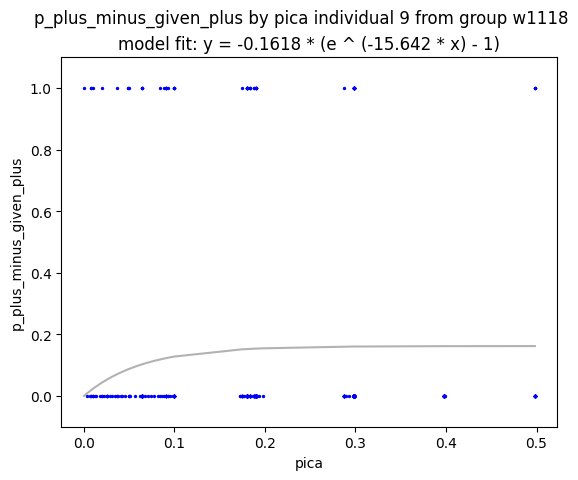 p_plus_minus_given_plus by pica individual 9 from group w1118
model fit: y = -0.1618 * (e ^ (-15.642 * x) - 1)
p_plus_minus_given_plus
1.0
0.8
0.6
0.4
0.2
0.0
0.0 0.1 0.2 0.3 0.4 0.5
pica